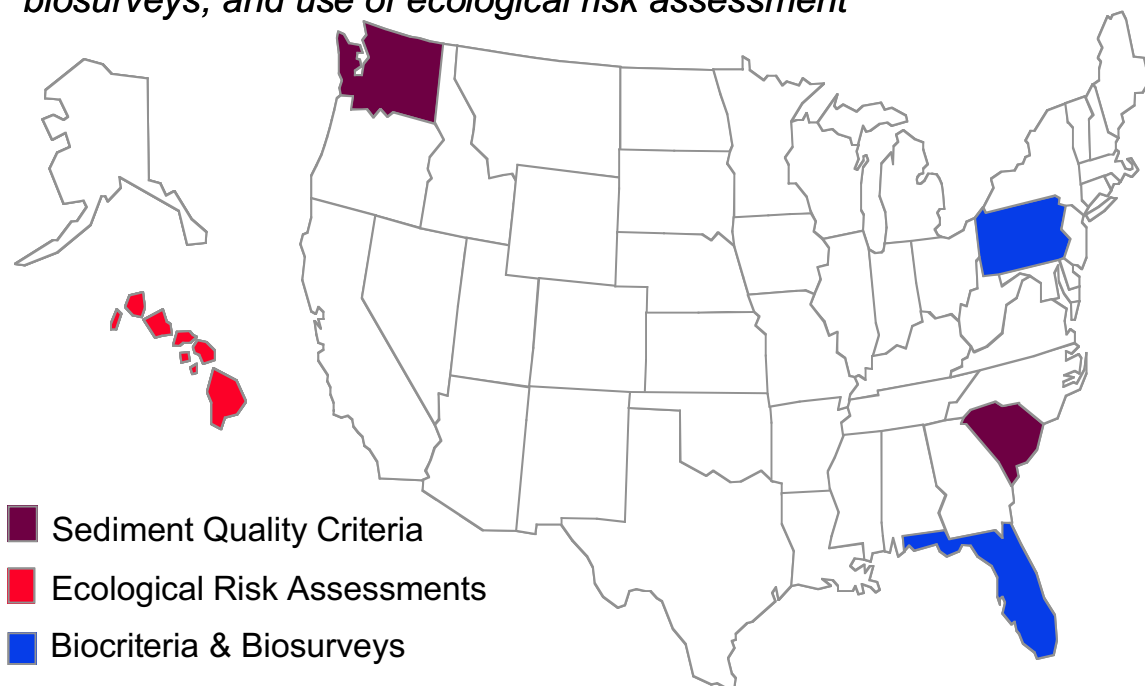 biosurveys, and use of ecological risk assessment
Sediment Quality Criteria
Ecological Risk Assessments
Biocriteria & Biosurveys